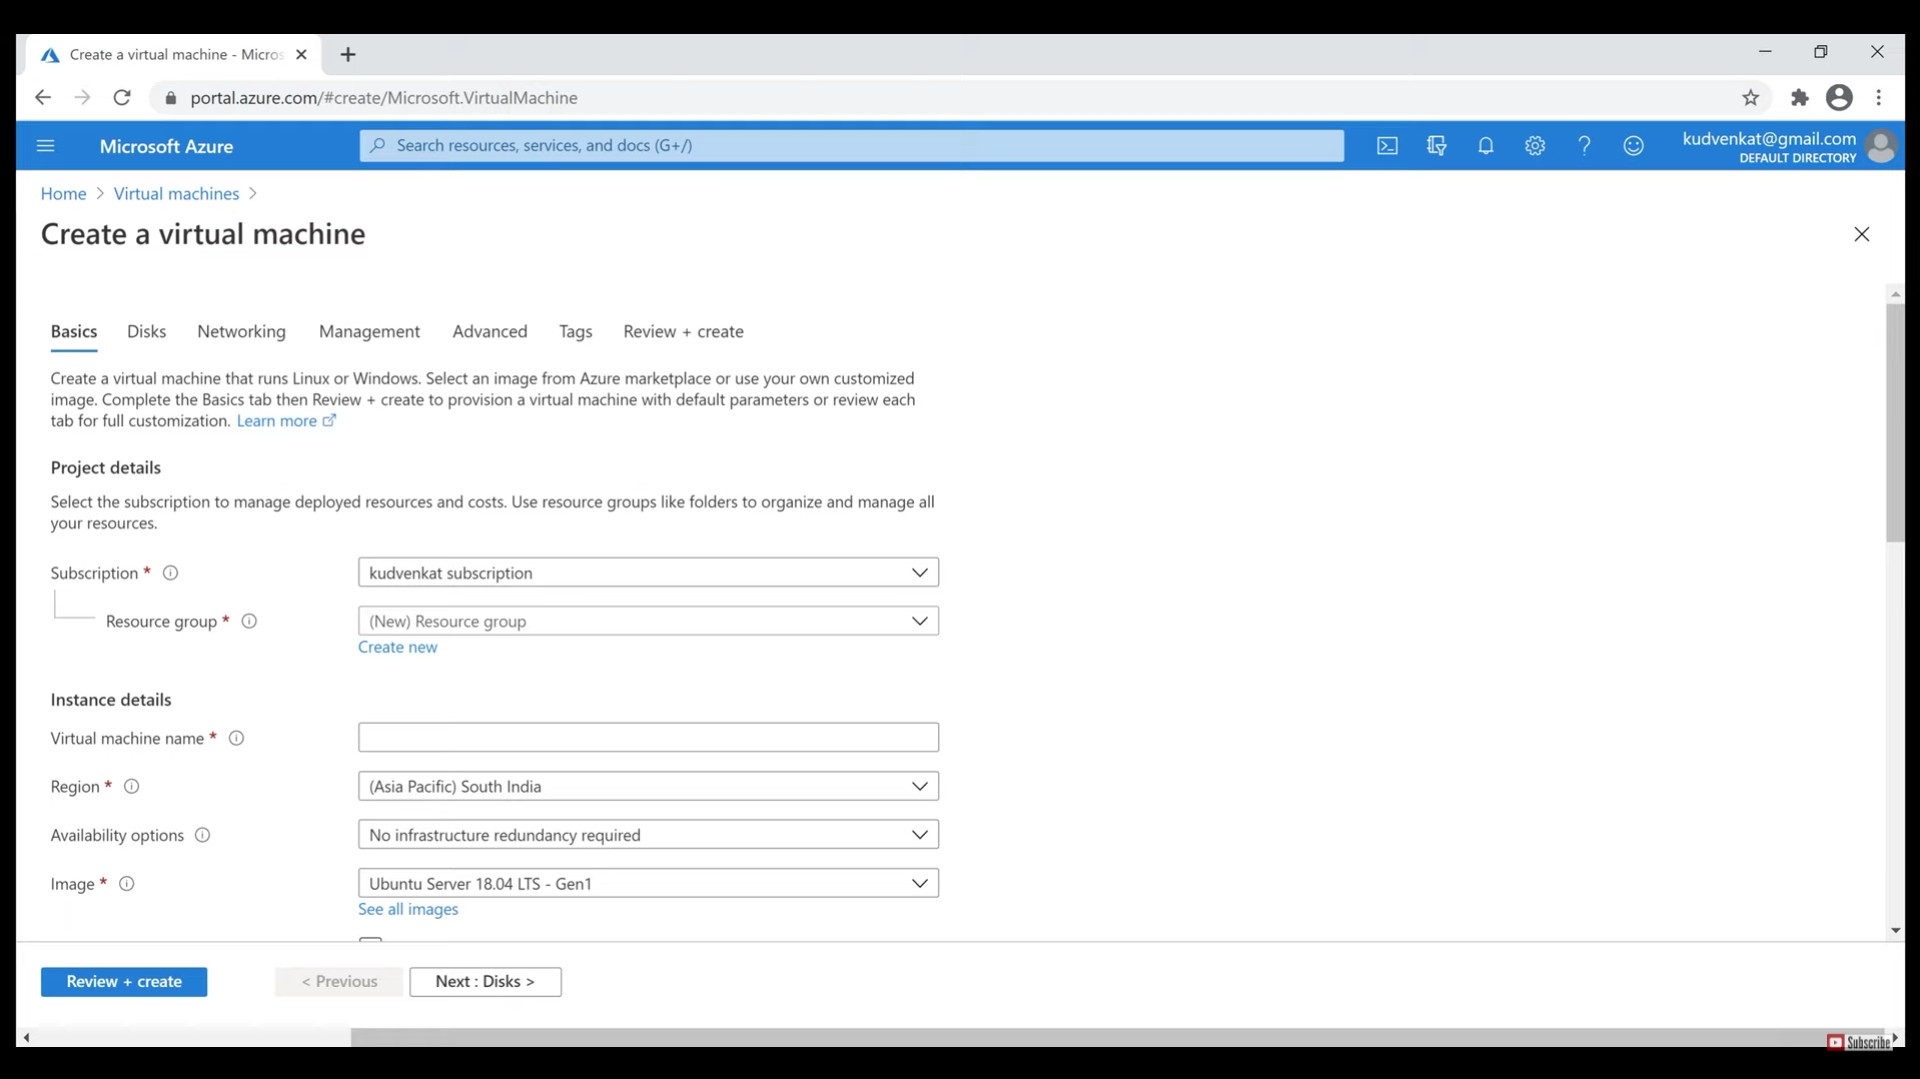 Create a virtual machine - Micros
portal.azure.com/#create/Microsoft.VirtualMachine
Microsoft Azure
Search resources, services, and docs (G+/)
kudvenkat@gmail.com
DEFAULT DIRECTORY
Home > Virtual machines >
Create a virtual machine
Basics Disks Networking Management Advanced Tags Review + create
Create a virtual machine that runs Linux or Windows. Select an image from Azure marketplace or use your own customized
image. Complete the Basics tab then Review + create to provision a virtual machine with default parameters or review each
tab for full customization. Learn more
Project details
Select the subscription to manage deployed resources and costs. Use resource groups like folders to organize and manage all
your resources.
Subscription * kudvenkat subscription
Resource group * (New) Resource group
Create new
Instance details
Virtual machine name *
Region * (Asia Pacific) South India
Availability options No infrastructure redundancy required
Image * Ubuntu Server 18.04 LTS - Gen1
See all images
Review + create < Previous Next : Disks >
Subscribe